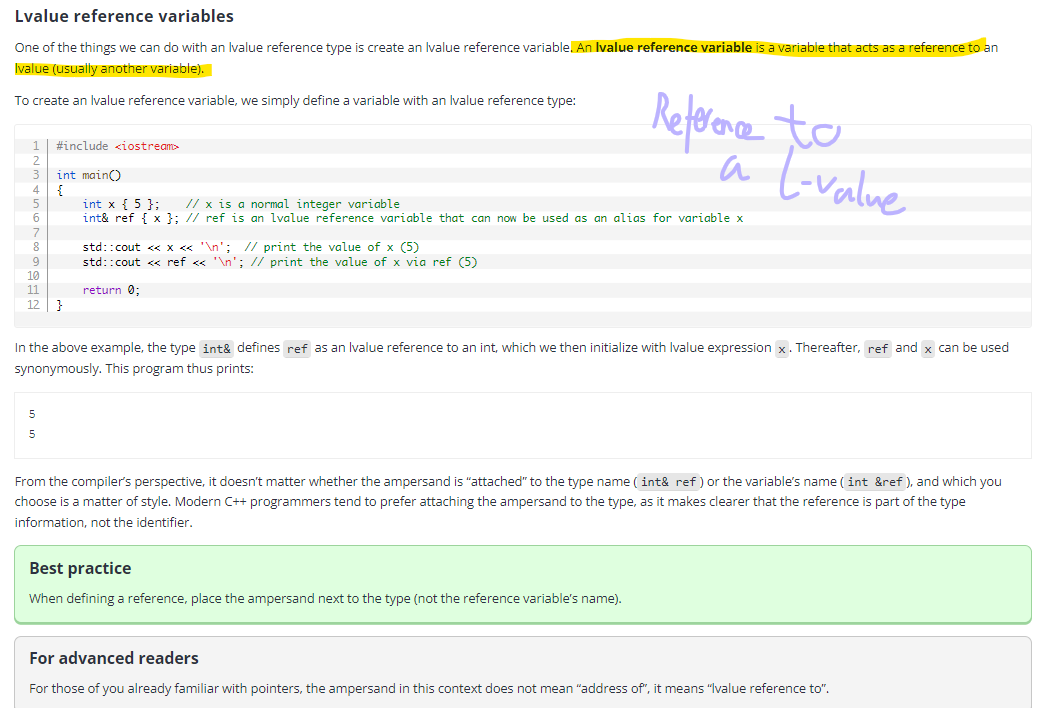 Lvalue reference variables
One of the things we can do with an lvalue reference type is create an lvalue reference variable. An lvalue reference variable is a variable that acts as a reference to an
lvalue (usually another variable).
To create an lvalue reference variable, we simply define a variable with an lvalue reference type:
Reference to
a L-value
1 #include <iostream>
2
3 int main()
4 {
5     int x { 5 };    // x is a normal integer variable
6     int& ref { x }; // ref is an lvalue reference variable that can now be used as an alias for variable x
7
8     std::cout << x << '\n';  // print the value of x (5)
9     std::cout << ref << '\n'; // print the value of x via ref (5)
10
11     return 0;
12 }
In the above example, the type int& defines ref as an lvalue reference to an int, which we then initialize with lvalue expression x. Thereafter, ref and x can be used
synonymously. This program thus prints:
5
5
From the compiler's perspective, it doesn't matter whether the ampersand is “attached” to the type name (int& ref) or the variable's name (int &ref), and which you
choose is a matter of style. Modern C++ programmers tend to prefer attaching the ampersand to the type, as it makes clearer that the reference is part of the type
information, not the identifier.
Best practice
When defining a reference, place the ampersand next to the type (not the reference variable's name).
For advanced readers
For those of you already familiar with pointers, the ampersand in this context does not mean “address of”, it means “lvalue reference to”.